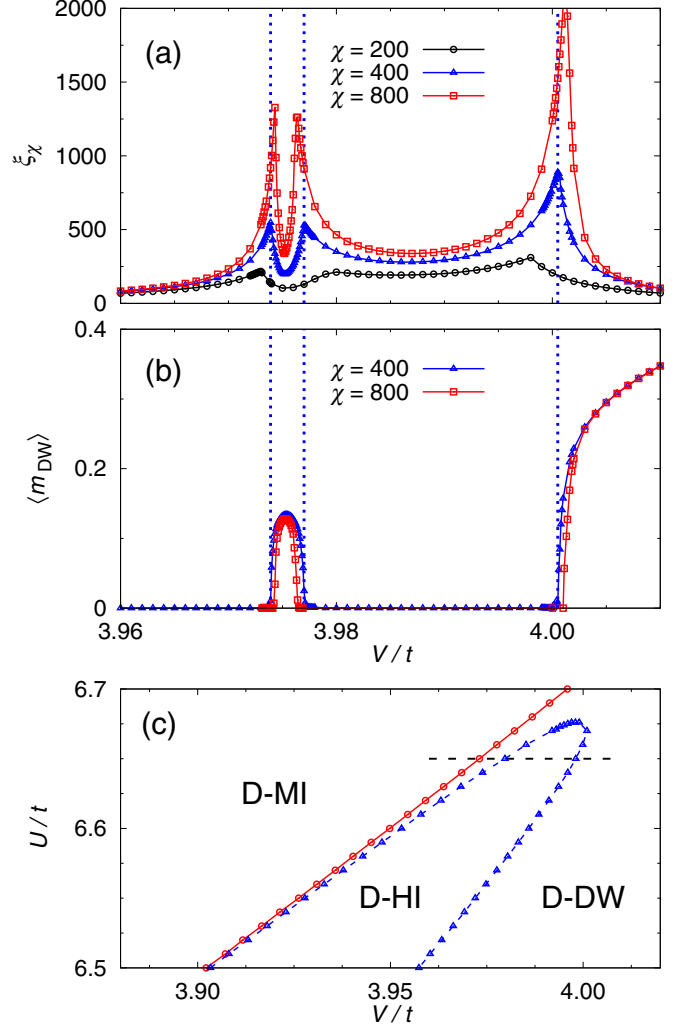 2000
(a)
χ = 200
χ = 400
χ = 800
1500
ξχ
1000
500
0
0.4
(b)
χ = 400
χ = 800
⟨mDW⟩
0.2
0
3.96
3.98
4.00
V / t
6.7
(c)
D-MI
U / t
6.6
D-HI
D-DW
6.5
3.90
3.95
4.00
V / t